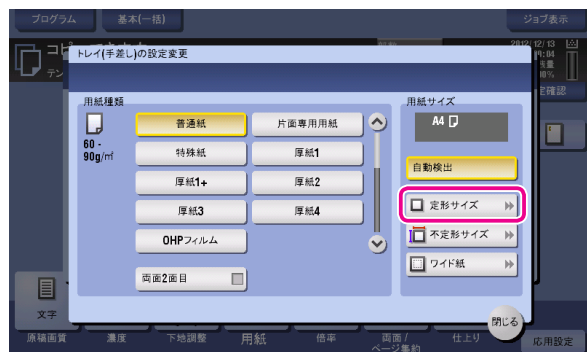 プログラム
基本(一括)
ジョブ表示
トレイ(手差し)の設定変更
用紙種類
60 -
90g/㎡
普通紙
片面専用用紙
特殊紙
厚紙1
厚紙1+
厚紙2
厚紙3
厚紙4
OHPフィルム
両面2面目
用紙サイズ
A4
自動検出
定形サイズ
不定形サイズ
ワイド紙
閉じる
文字
原稿画質
濃度
下地調整
用紙
倍率
両面 /
ページ集約
仕上り
応用設定